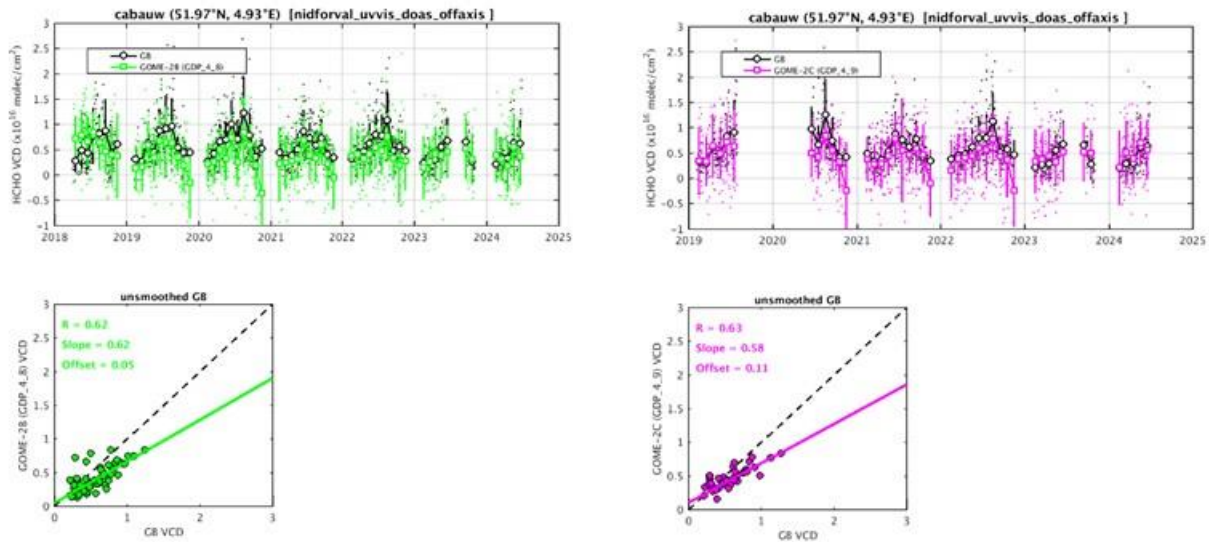 cabauw (51.97°N, 4.93°E) [nidforval_uvvis_doas_offaxis ]
HCHO VCD (x10^16 molec/cm^2)
3
2.5
2
1.5
1
0.5
0
-0.5
-1
GB
GOME-2B (GDP_4_8)
2018 2019 2020 2021 2022 2023 2024 2025
cabauw (51.97°N, 4.93°E) [nidforval_uvvis_doas_offaxis ]
HCHO VCD (x10^16 molec/cm^2)
3
2.5
2
1.5
1
0.5
0
-0.5
-1
GB
GOME-2C (GDP_4_9)
2019 2020 2021 2022 2023 2024 2025
unsmoothed GB
GOME-2B (GDP_4_8) VCD
3
2.5
2
1.5
1
0.5
0
R = 0.62
Slope = 0.62
Offset = 0.05
0 1 2 3
GB VCD
unsmoothed GB
GOME-2C (GDP_4_9) VCD
3
2.5
2
1.5
1
0.5
0
R = 0.63
Slope = 0.58
Offset = 0.11
0 1 2 3
GB VCD